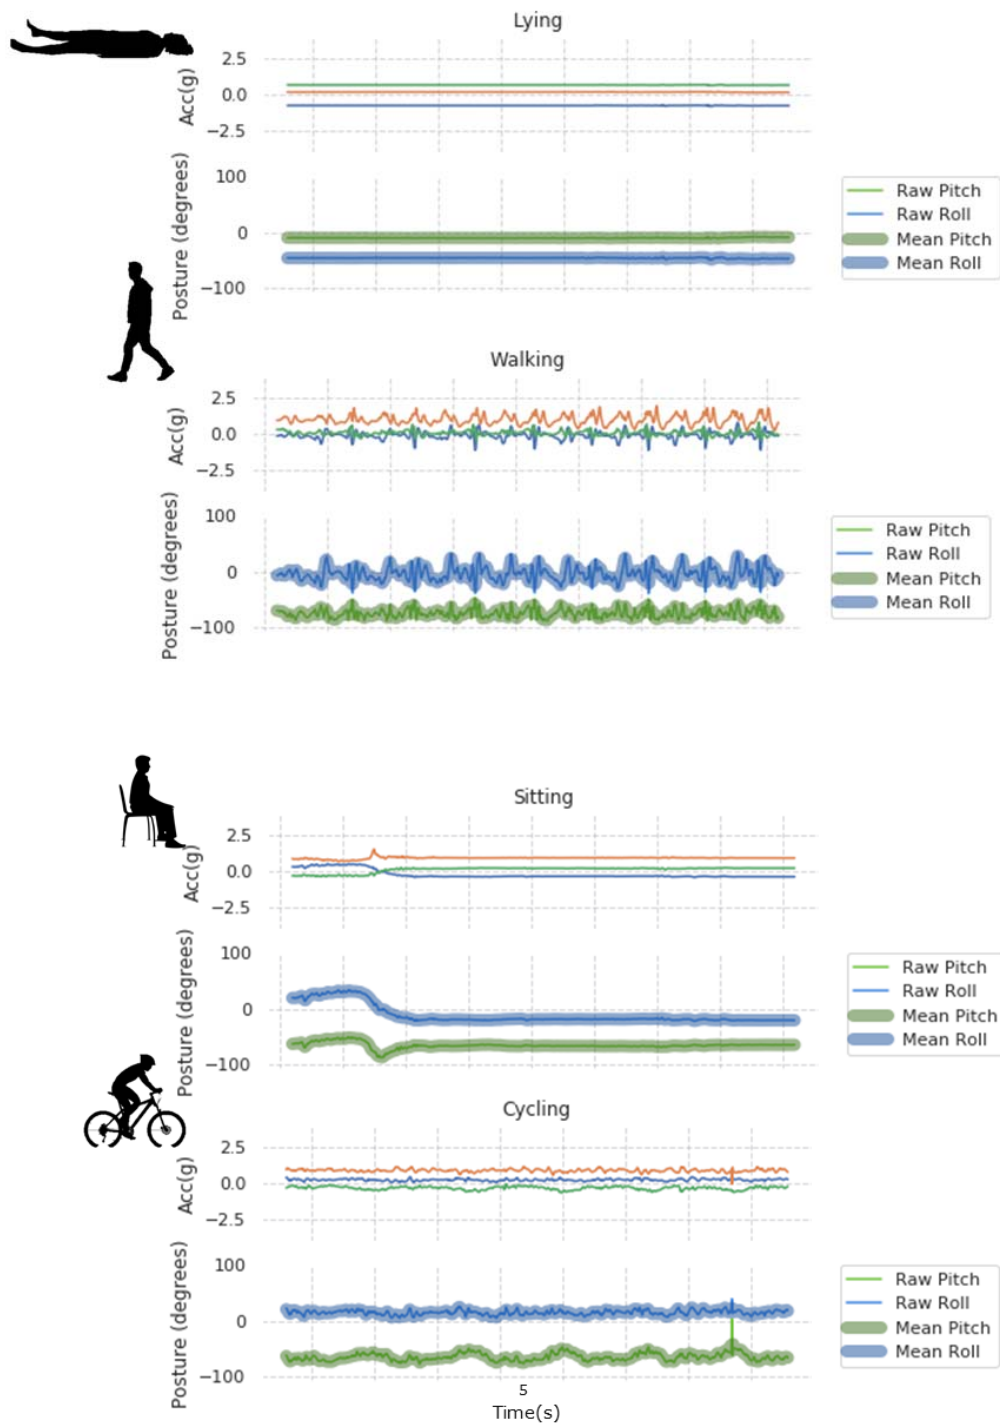 Lying
Acc(g)
2.5
0.0
−2.5
Posture (degrees)
100
0
−100
Raw Pitch
Raw Roll
Mean Pitch
Mean Roll
Walking
Acc(g)
2.5
0.0
−2.5
Posture (degrees)
100
0
−100
Raw Pitch
Raw Roll
Mean Pitch
Mean Roll
Sitting
Acc(g)
2.5
0.0
−2.5
Posture (degrees)
100
0
−100
Raw Pitch
Raw Roll
Mean Pitch
Mean Roll
Cycling
Acc(g)
2.5
0.0
−2.5
Posture (degrees)
100
0
−100
Raw Pitch
Raw Roll
Mean Pitch
Mean Roll
5
Time(s)